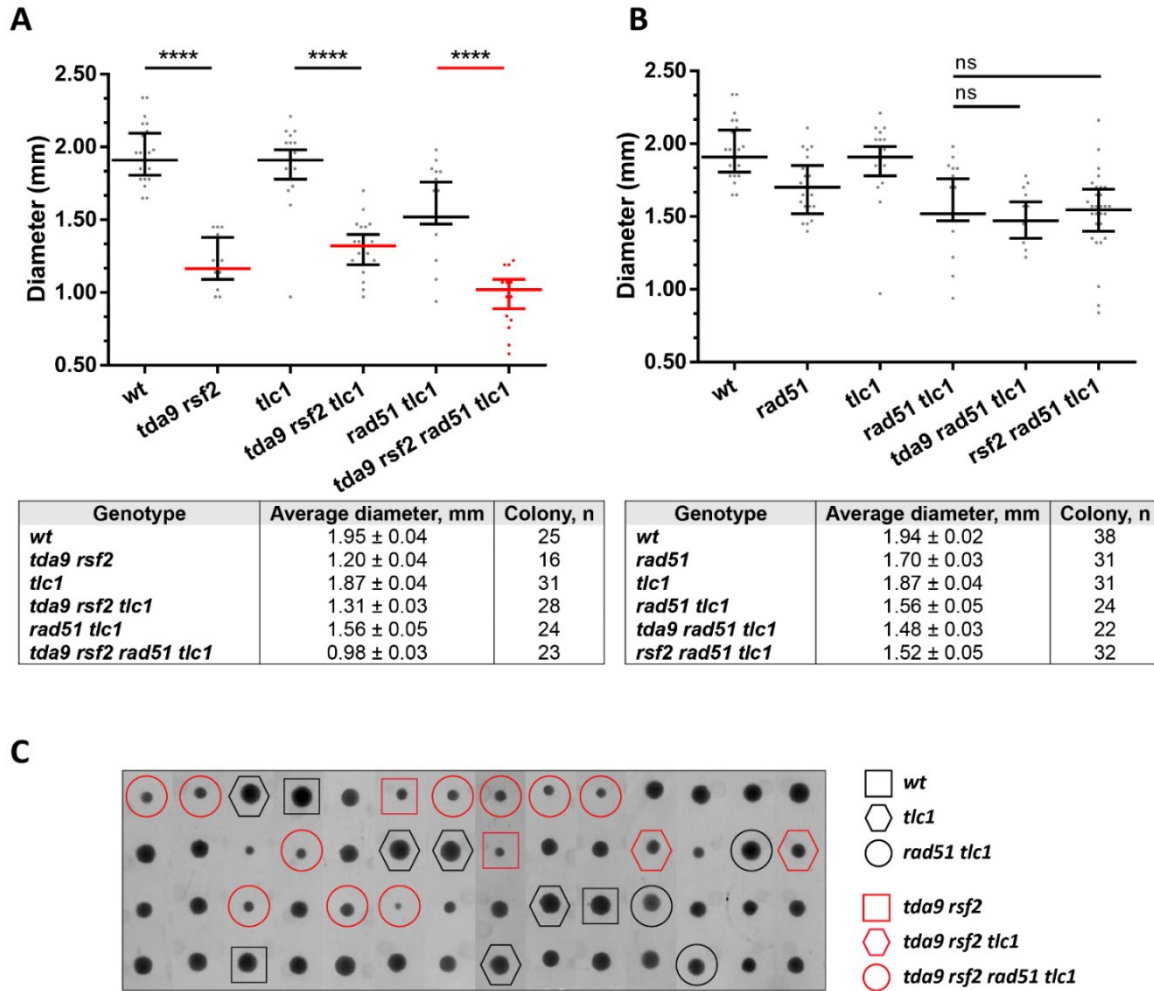 A
**** **** ****
2.50
2.00
1.50
1.00
0.50
Diameter (mm)
wt
tda9 rsf2
tlc1
tda9 rsf2 tlc1
rad51 tlc1
tda9 rsf2 rad51 tlc1
B
ns
ns
2.50
2.00
1.50
1.00
0.50
Diameter (mm)
wt
rad51
tlc1
rad51 tlc1
tda9 rad51 tlc1
rsf2 rad51 tlc1
Genotype Average diameter, mm Colony, n
wt 1.95 ± 0.04 25
tda9 rsf2 1.20 ± 0.04 16
tlc1 1.87 ± 0.04 31
tda9 rsf2 tlc1 1.31 ± 0.03 28
rad51 tlc1 1.56 ± 0.05 24
tda9 rsf2 rad51 tlc1 0.98 ± 0.03 23
Genotype Average diameter, mm Colony, n
wt 1.94 ± 0.02 38
rad51 1.70 ± 0.03 31
tlc1 1.87 ± 0.04 31
rad51 tlc1 1.56 ± 0.05 24
tda9 rad51 tlc1 1.48 ± 0.03 22
rsf2 rad51 tlc1 1.52 ± 0.05 32
C
wt
tlc1
rad51 tlc1
tda9 rsf2
tda9 rsf2 tlc1
tda9 rsf2 rad51 tlc1